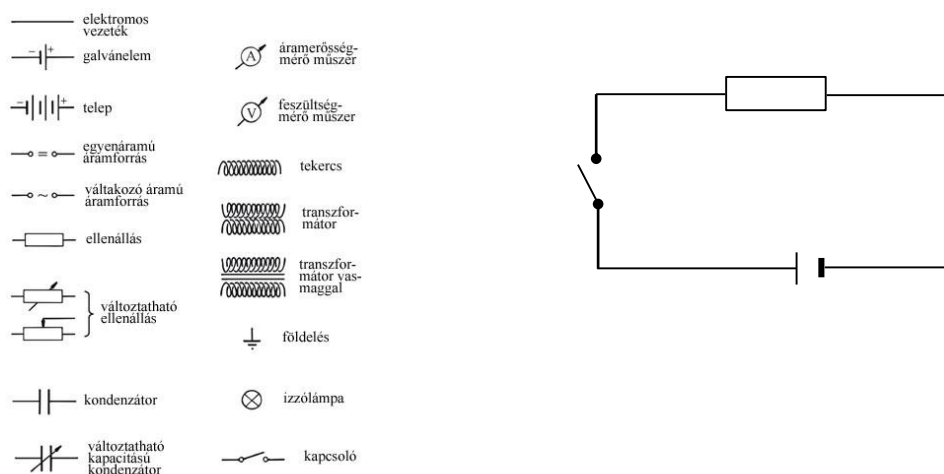 elektromos
vezeték
galvánelem
telep
egyenáramú
áramforrás
váltakozó áramú
áramforrás
ellenállás
változtatható
ellenállás
kondenzátor
változtatható
kapacitású
kondenzátor
A
áramerősség-
mérő műszer
V
feszültség-
mérő műszer
tekercs
transzfor-
mátor
transzfor-
mátor vas-
maggal
földelés
izzólámpa
kapcsoló